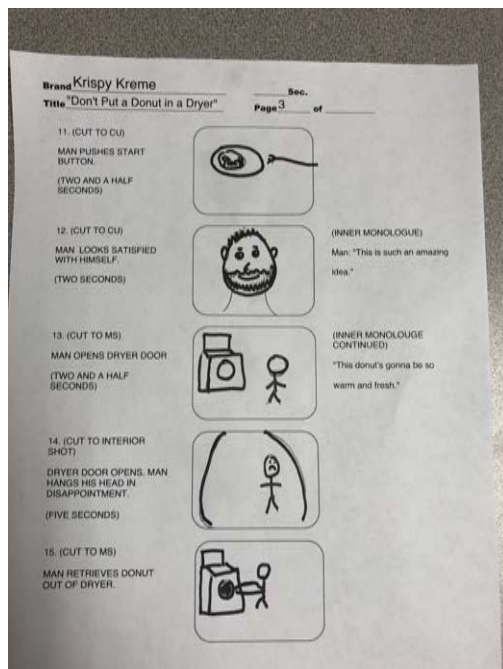 Brand Krispy Kreme Sec.
Title "Don't Put a Donut in a Dryer" Page 3 of
11. (CUT TO CU)
MAN PUSHES START
BUTTON.
(TWO AND A HALF
SECONDS)
12. (CUT TO CU)
MAN LOOKS SATISFIED
WITH HIMSELF.
(TWO SECONDS)
(INNER MONOLOGUE)
Man: "This is such an amazing
idea."
13. (CUT TO MS)
MAN OPENS DRYER DOOR
(TWO AND A HALF
SECONDS)
(INNER MONOLOUGE
CONTINUED)
"This donut's gonna be so
warm and fresh."
14. (CUT TO INTERIOR
SHOT)
DRYER DOOR OPENS. MAN
HANGS HIS HEAD IN
DISAPPOINTMENT.
(FIVE SECONDS)
15. (CUT TO MS)
MAN RETRIEVES DONUT
OUT OF DRYER.